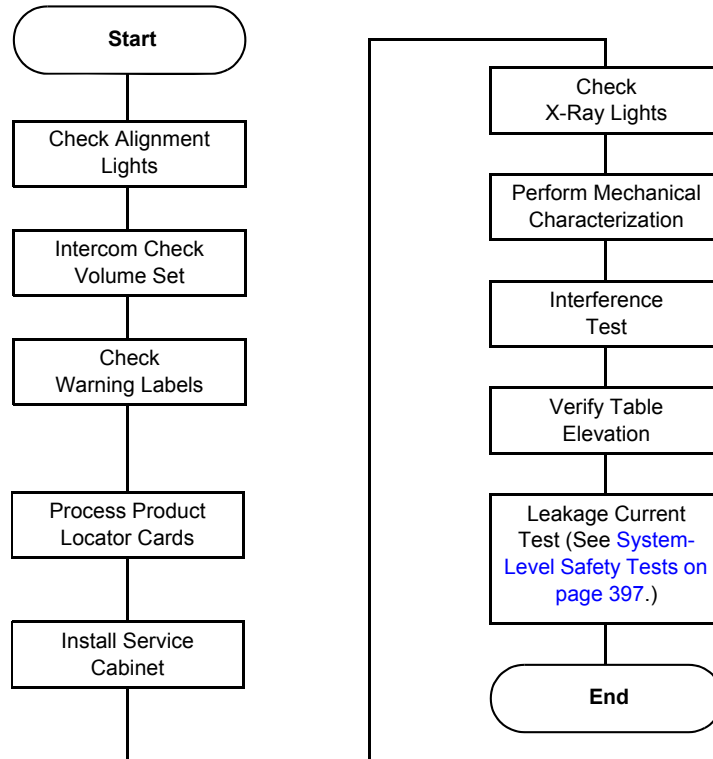 Start
Check Alignment
Lights
Intercom Check
Volume Set
Check
Warning Labels
Process Product
Locator Cards
Install Service
Cabinet
Check
X-Ray Lights
Perform Mechanical
Characterization
Interference
Test
Verify Table
Elevation
Leakage Current
Test (See System-
Level Safety Tests on
page 397.)
End